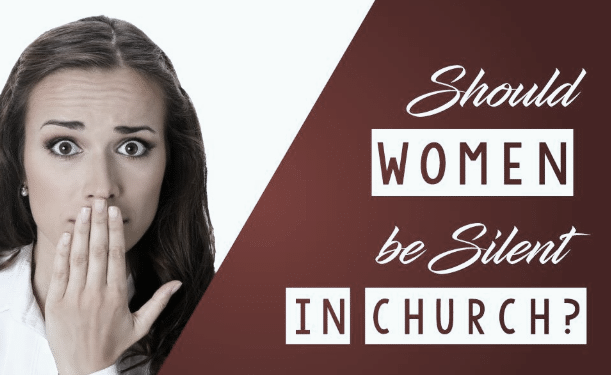 Should
WOMEN
be Silent
IN CHURCH?